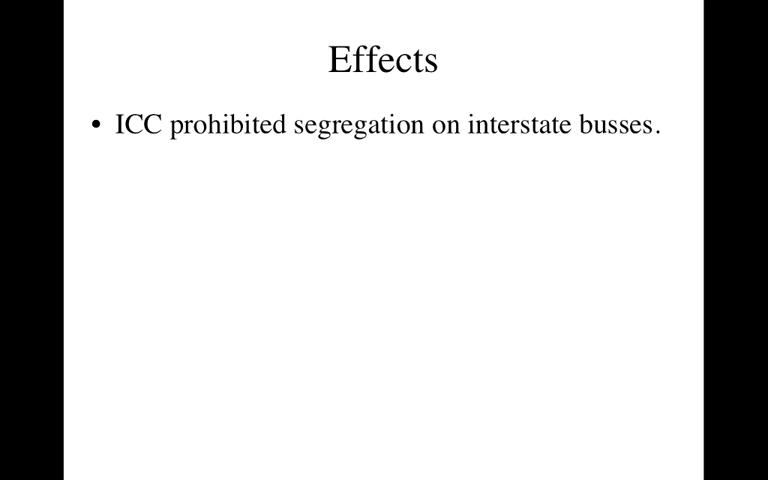 Effects
• ICC prohibited segregation on interstate busses.